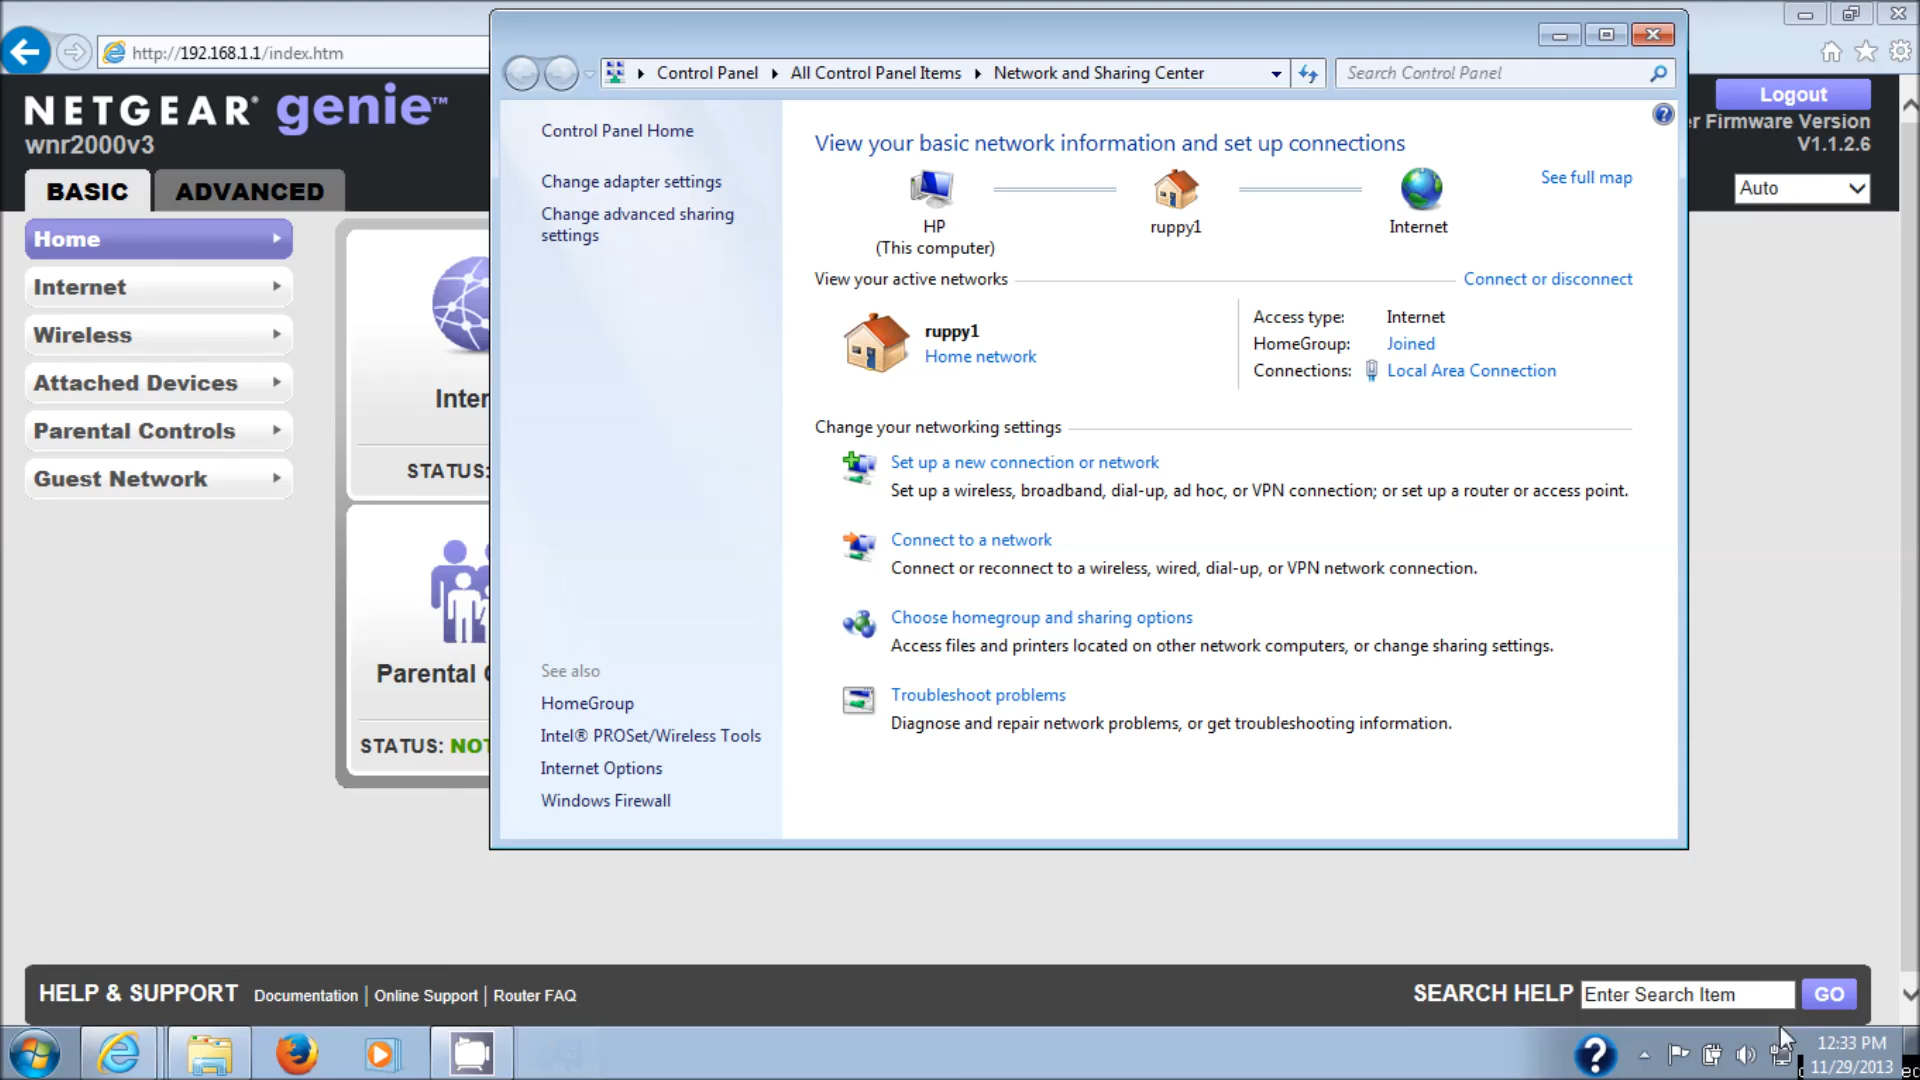 http://192.168.1.1/index.htm
NETGEAR® genie™
wnr2000v3
Logout
r Firmware Version
V1.1.2.6
Auto
BASIC
ADVANCED
Home
Internet
Wireless
Attached Devices
Parental Controls
Guest Network
Inter
STATUS:
Parental C
STATUS: NOT
Control Panel
All Control Panel Items
Network and Sharing Center
Search Control Panel
Control Panel Home
Change adapter settings
Change advanced sharing
settings
See also
HomeGroup
Intel® PROSet/Wireless Tools
Internet Options
Windows Firewall
View your basic network information and set up connections
See full map
HP
(This computer)
ruppy1
Internet
View your active networks
Connect or disconnect
ruppy1
Home network
Access type: Internet
HomeGroup: Joined
Connections: Local Area Connection
Change your networking settings
Set up a new connection or network
Set up a wireless, broadband, dial-up, ad hoc, or VPN connection; or set up a router or access point.
Connect to a network
Connect or reconnect to a wireless, wired, dial-up, or VPN network connection.
Choose homegroup and sharing options
Access files and printers located on other network computers, or change sharing settings.
Troubleshoot problems
Diagnose and repair network problems, or get troubleshooting information.
HELP & SUPPORT Documentation | Online Support | Router FAQ
SEARCH HELP Enter Search Item GO
12:33 PM
11/29/2013